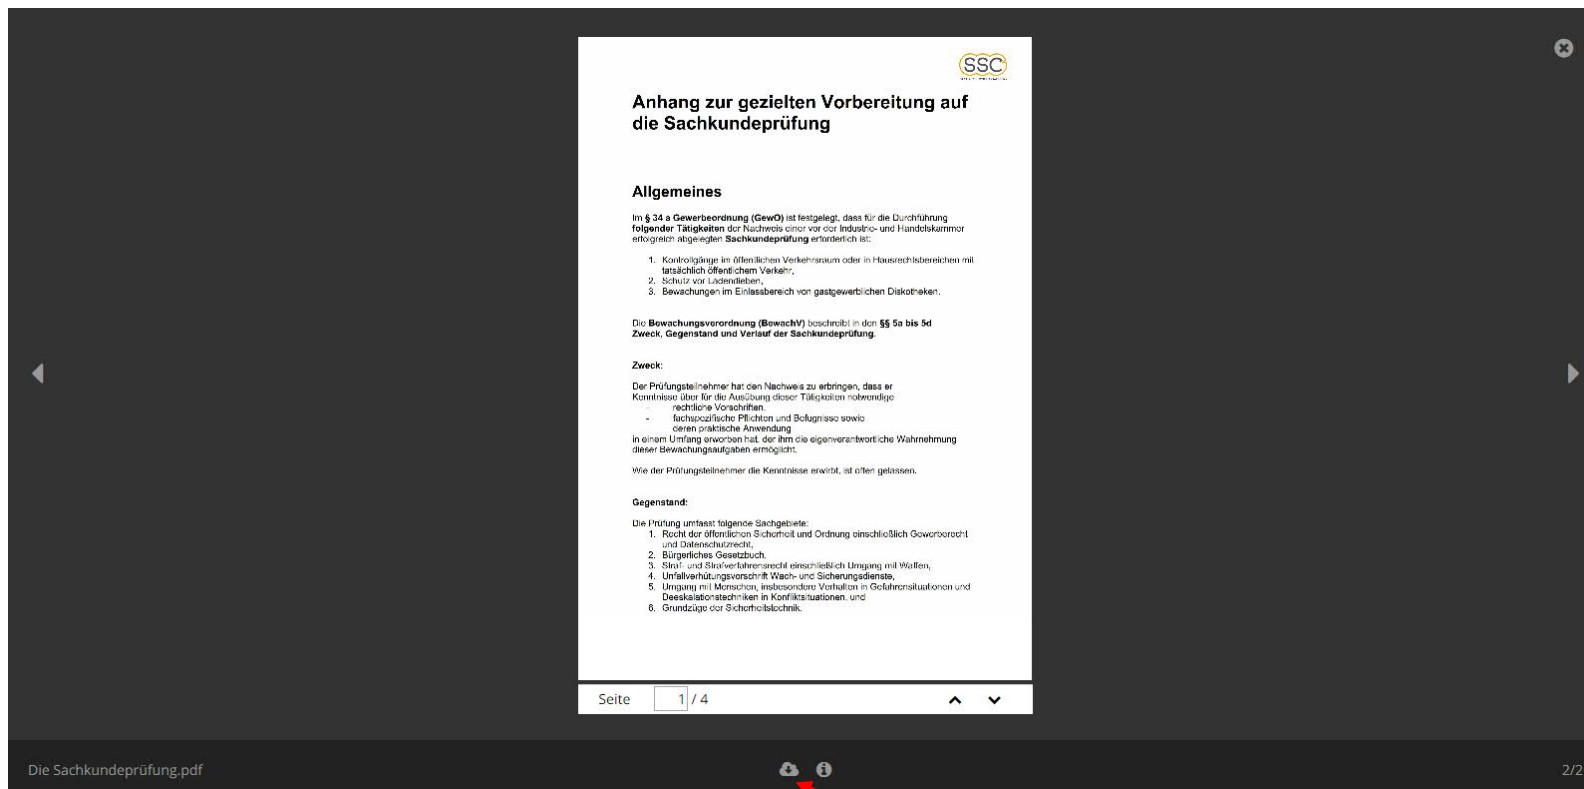 SSC
Anhang zur gezielten Vorbereitung auf
die Sachkundeprüfung
Allgemeines
Im § 34 a Gewerbeordnung (GewO) ist festgelegt, dass für die Durchführung
folgender Tätigkeiten der Nachweis einer vor der Industrie- und Handelskammer
erfolgreich abgelegten Sachkundeprüfung erforderlich ist:
1. Kontrollgänge im öffentlichen Verkehrsraum oder in Hausrechtsbereichen mit
tatsächlich öffentlichem Verkehr,
2. Schutz vor Ladendieben,
3. Bewachungen im Einlassbereich von gastgewerblichen Diskotheken.
Die Bewachungsverordnung (BewachV) beschreibt in den §§ 5a bis 5d
Zweck, Gegenstand und Verlauf der Sachkundeprüfung.
Zweck:
Der Prüfungsteilnehmer hat den Nachweis zu erbringen, dass er
Kenntnisse über für die Ausübung dieser Tätigkeiten notwendige
- rechtliche Vorschriften,
- fachspezifische Pflichten und Befugnisse sowie
deren praktische Anwendung
in einem Umfang erworben hat, der ihm die eigenverantwortliche Wahrnehmung
dieser Bewachungsaufgaben ermöglicht.
Wie der Prüfungsteilnehmer die Kenntnisse erwirbt, ist offen gelassen.
Gegenstand:
Die Prüfung umfasst folgende Sachgebiete:
1. Recht der öffentlichen Sicherheit und Ordnung einschließlich Gewerberecht
und Datenschutzrecht,
2. Bürgerliches Gesetzbuch,
3. Straf- und Strafverfahrensrecht einschließlich Umgang mit Waffen,
4. Unfallverhütungsvorschrift Wach- und Sicherungsdienste,
5. Umgang mit Menschen, insbesondere Verhalten in Gefahrensituationen und
Deeskalationstechniken in Konfliktsituationen, und
6. Grundzüge der Sicherheitstechnik.
Seite 1 / 4
Die Sachkundeprüfung.pdf
2/2